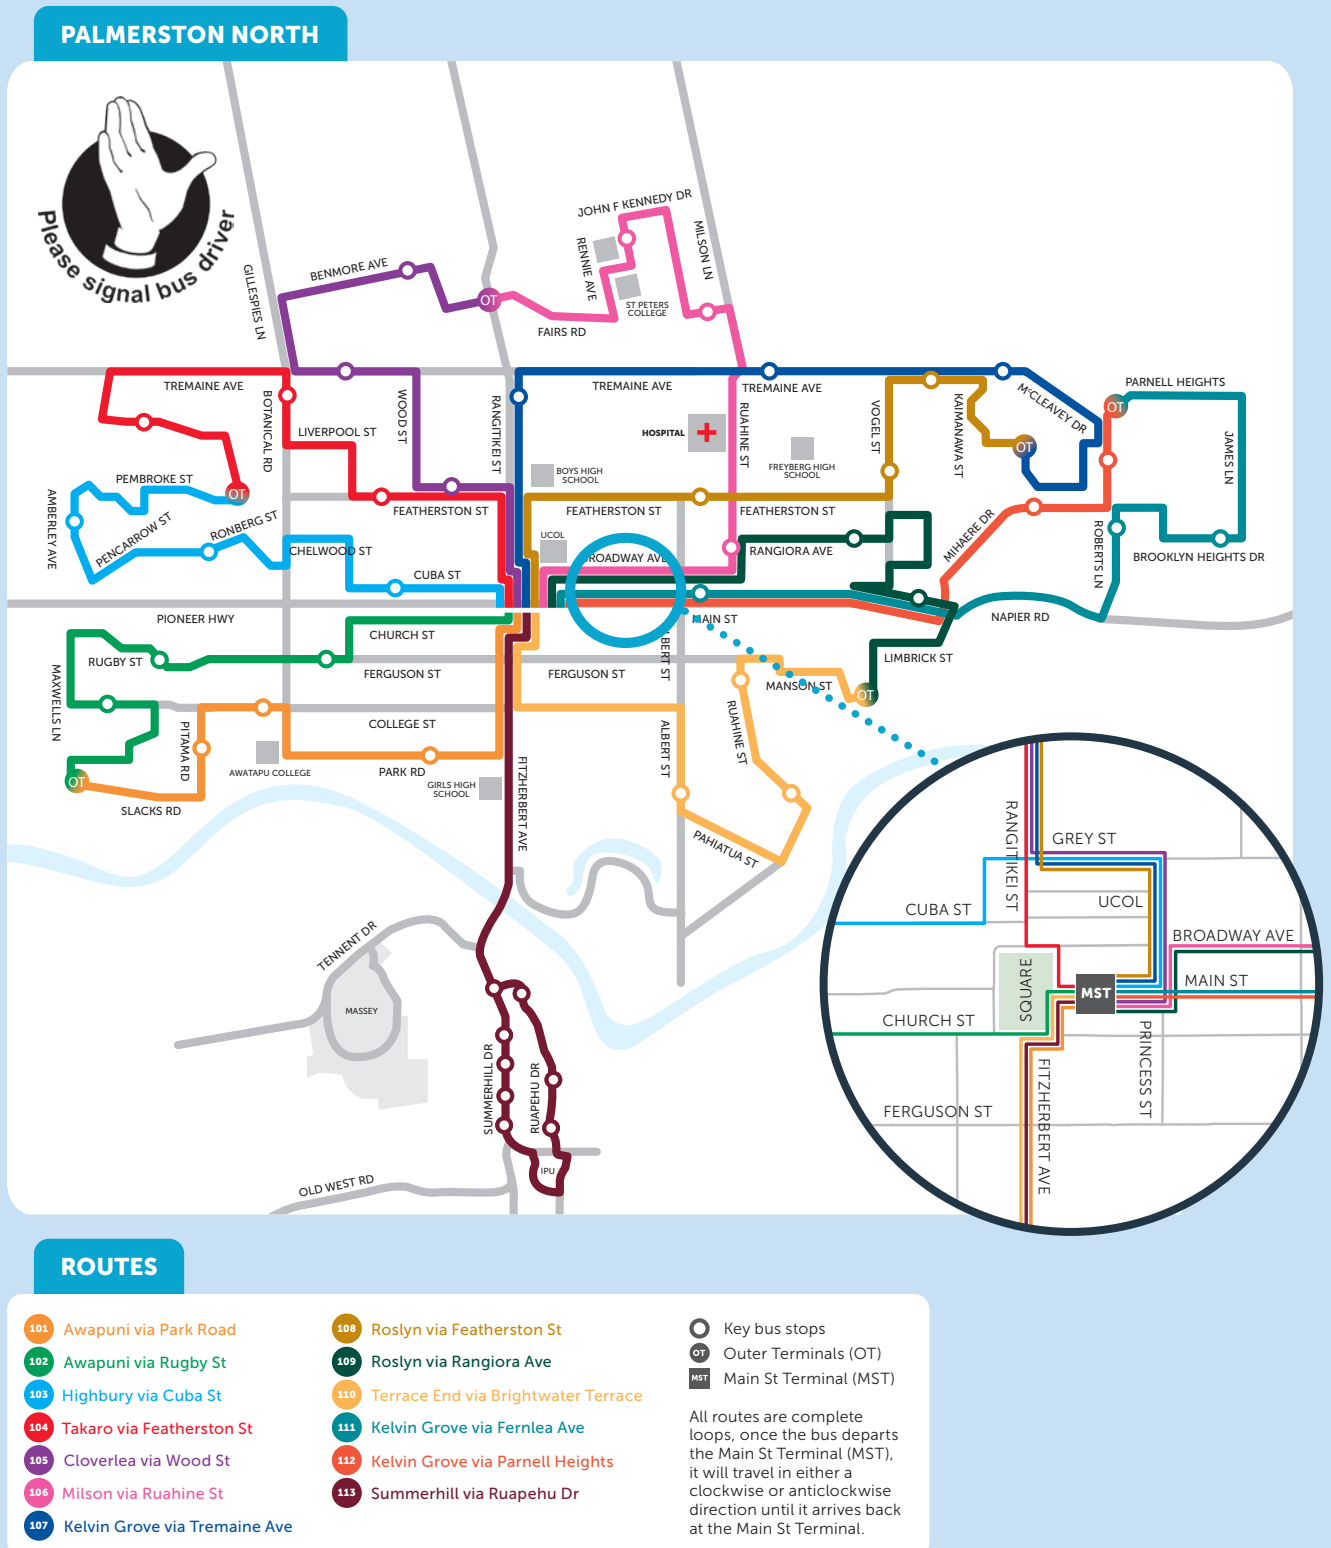 PALMERSTON NORTH
Please signal bus driver
JOHN F KENNEDY DR
RENNIE AVE
MILSON LN
ST PETERS
COLLEGE
GILLESPIES LN
BENMORE AVE
OT
FAIRS RD
TREMAINE AVE
TREMAINE AVE
TREMAINE AVE
BOTANICAL RD
LIVERPOOL ST
WOOD ST
RANGITIKEI ST
HOSPITAL
RUAHINE ST
FREYBERG HIGH
SCHOOL
VOGEL ST
KAIMANAWA ST
McCLEAVEY DR
OT
PARNELL HEIGHTS
OT
JAMES LN
BOYS HIGH
SCHOOL
PEMBROKE ST
OT
AMBERLEY AVE
PENCARROW ST
RONBERG ST
CHELWOOD ST
FEATHERSTON ST
FEATHERSTON ST
FEATHERSTON ST
UCOL
BROADWAY AVE
RANGIORA AVE
MIHAERE DR
ROBERTS LN
BROOKLYN HEIGHTS DR
CUBA ST
PIONEER HWY
MAIN ST
NAPIER RD
CHURCH ST
RUGBY ST
MAXWELLS LN
FERGUSON ST
FERGUSON ST
ALBERT ST
MANSON ST
LIMBRICK ST
OT
COLLEGE ST
PITAMA RD
AWATAPU COLLEGE
PARK RD
GIRLS HIGH
SCHOOL
FITZHERBERT AVE
ALBERT ST
RUAHINE ST
OT
SLACKS RD
PAHIATUA ST
TENNENT DR
MASSEY
SUMMERHILL DR
RUAPEHU DR
IPU
OLD WEST RD
RANGITIKEI ST
GREY ST
UCOL
CUBA ST
BROADWAY AVE
SQUARE
MST
MAIN ST
CHURCH ST
PRINCESS ST
FITZHERBERT AVE
FERGUSON ST
ROUTES
101 Awapuni via Park Road
102 Awapuni via Rugby St
103 Highbury via Cuba St
104 Takaro via Featherston St
105 Cloverlea via Wood St
106 Milson via Ruahine St
107 Kelvin Grove via Tremaine Ave
108 Roslyn via Featherston St
109 Roslyn via Rangiora Ave
110 Terrace End via Brightwater Terrace
111 Kelvin Grove via Fernlea Ave
112 Kelvin Grove via Parnell Heights
113 Summerhill via Ruapehu Dr
Key bus stops
OT Outer Terminals (OT)
MST Main St Terminal (MST)
All routes are complete
loops, once the bus departs
the Main St Terminal (MST),
it will travel in either a
clockwise or anticlockwise
direction until it arrives back
at the Main St Terminal.